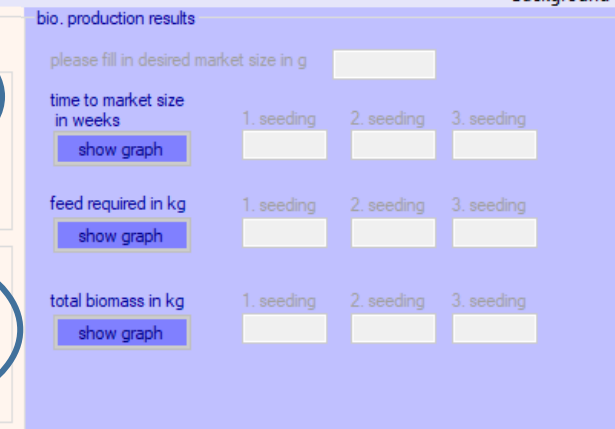 bio. production results
please fill in desired market size in g
time to market size
in weeks
1. seeding 2. seeding 3. seeding
show graph
feed required in kg 1. seeding 2. seeding 3. seeding
show graph
total biomass in kg 1. seeding 2. seeding 3. seeding
show graph